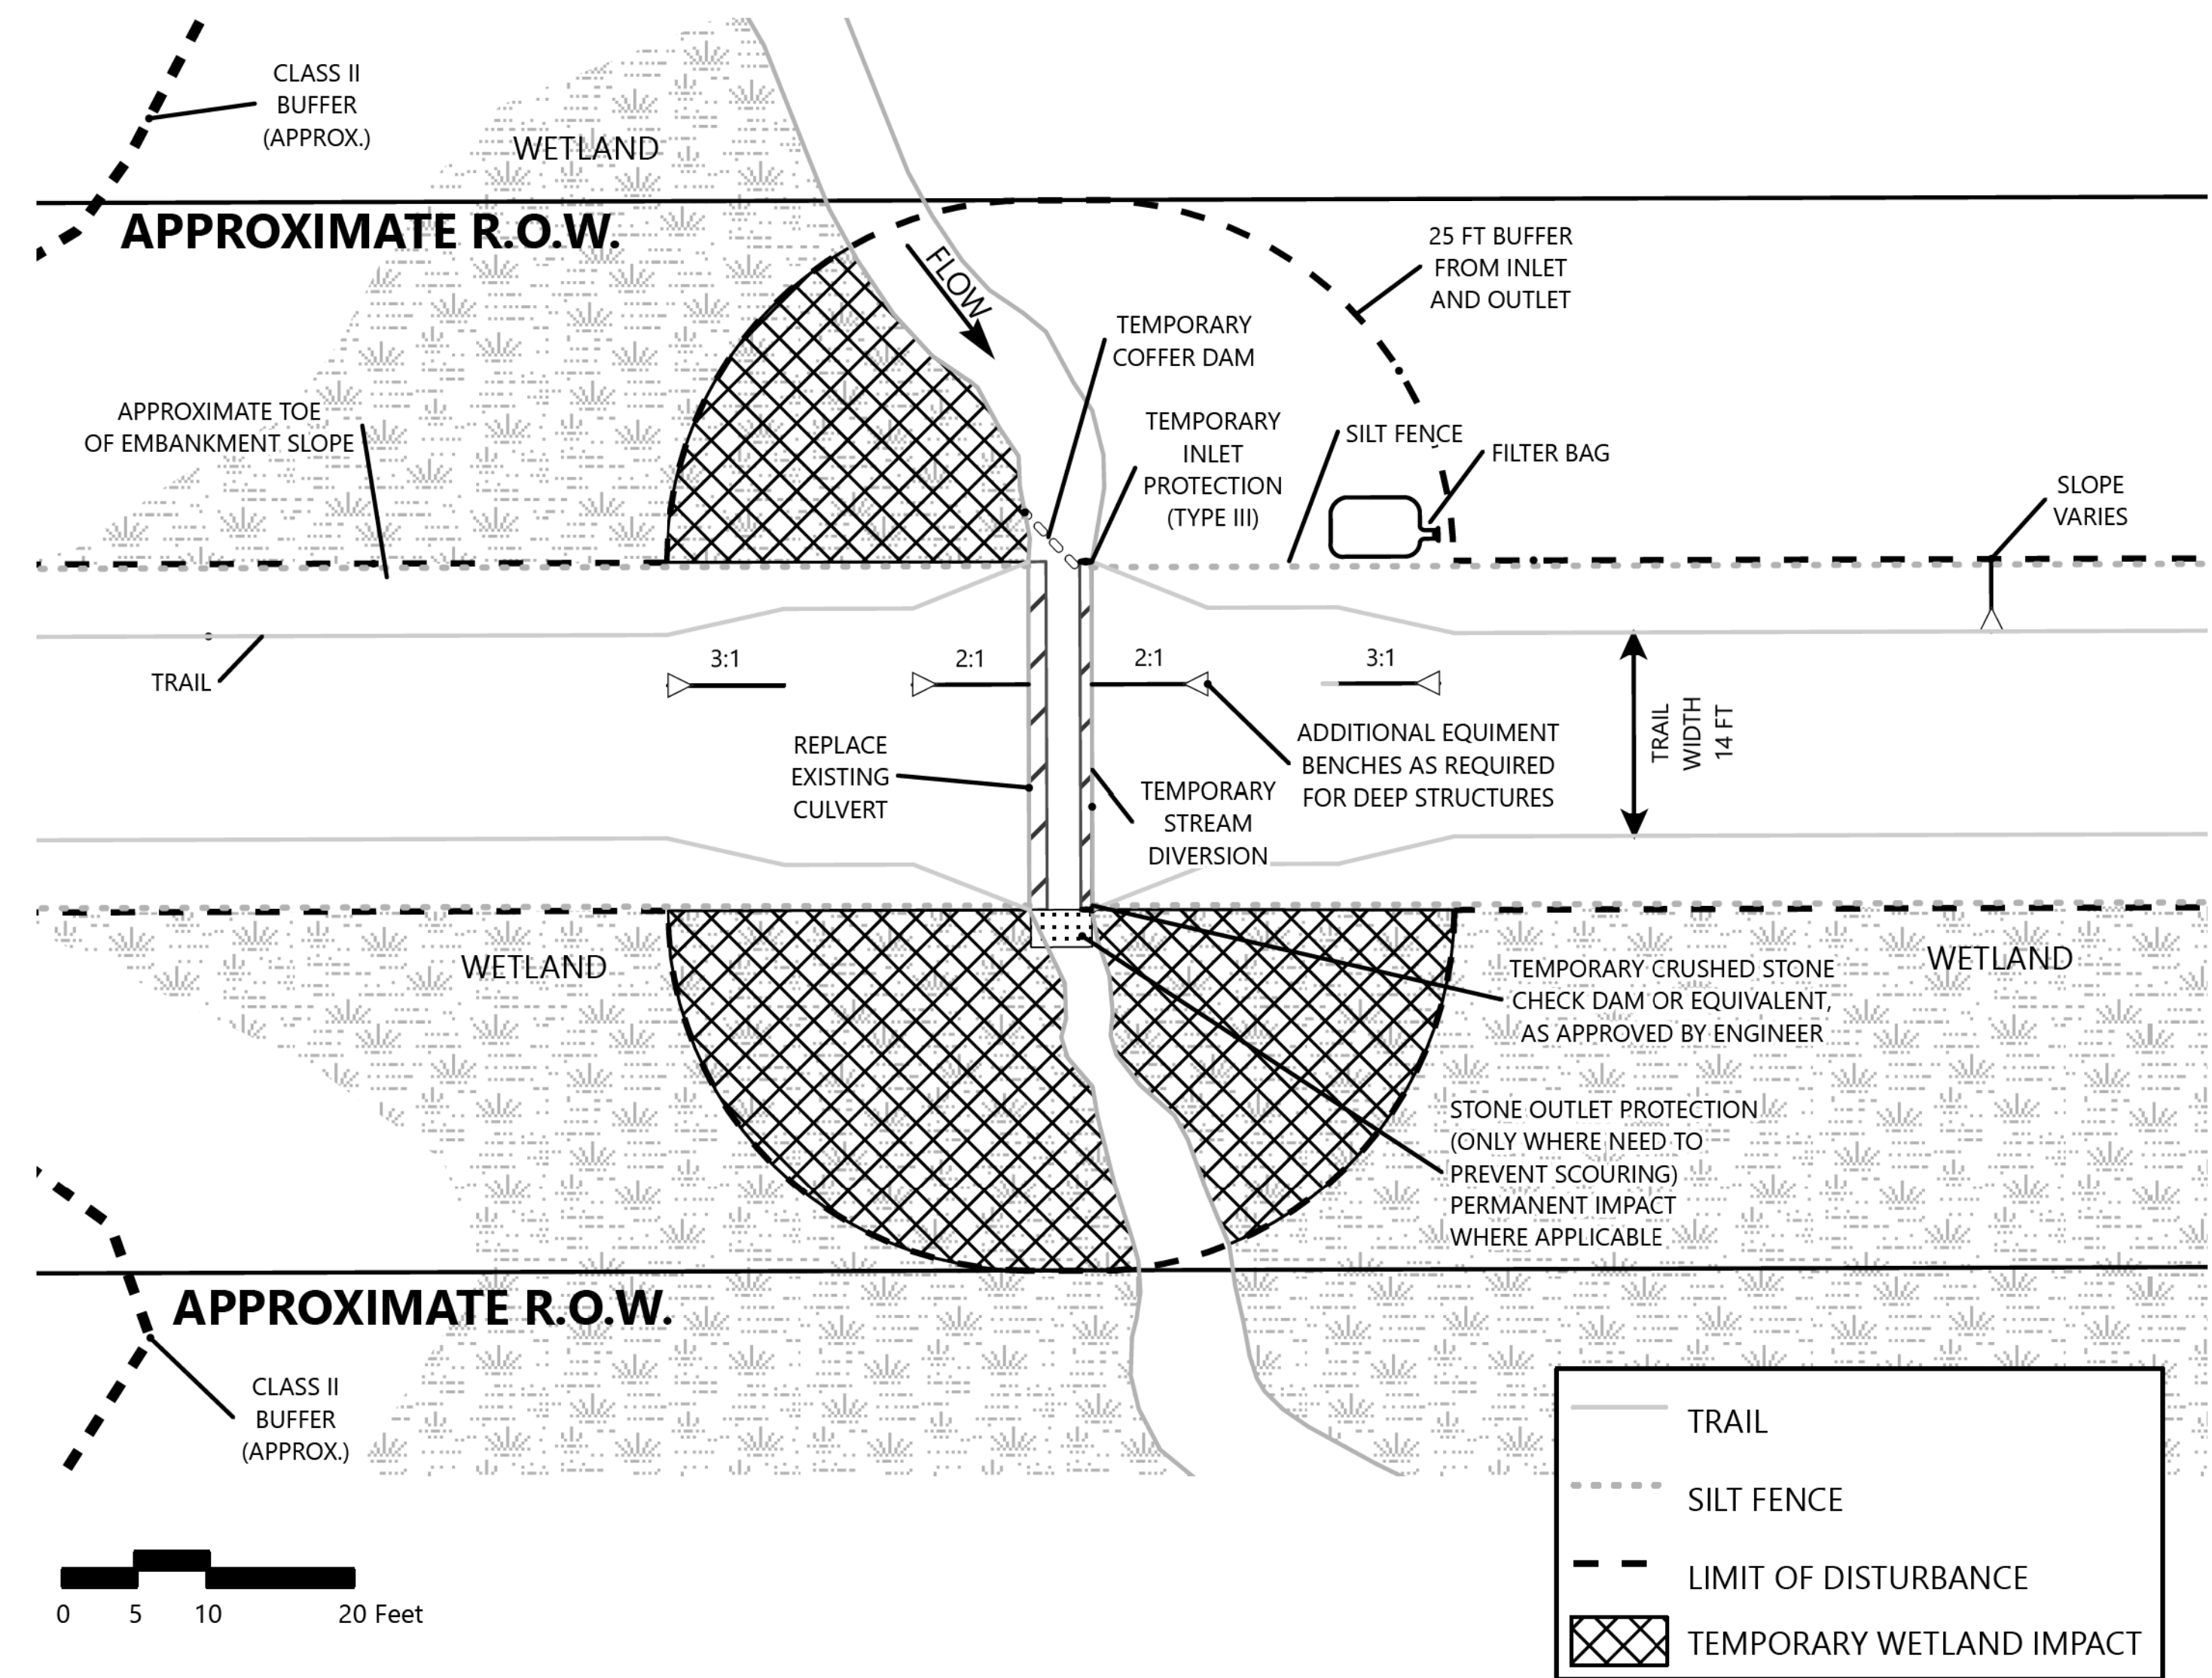 CLASS II
BUFFER
(APPROX.)
WETLAND
APPROXIMATE R.O.W.
FLOW
25 FT BUFFER
FROM INLET
AND OUTLET
TEMPORARY
COFFER DAM
APPROXIMATE TOE
OF EMBANKMENT SLOPE
TEMPORARY
INLET
PROTECTION
(TYPE III)
SILT FENCE
FILTER BAG
SLOPE
VARIES
TRAIL
3:1
2:1
2:1
3:1
TRAIL
WIDTH
14 FT
REPLACE
EXISTING
CULVERT
TEMPORARY
STREAM
DIVERSION
ADDITIONAL EQUIMENT
BENCHES AS REQUIRED
FOR DEEP STRUCTURES
WETLAND
WETLAND
TEMPORARY CRUSHED STONE
CHECK DAM OR EQUIVALENT,
AS APPROVED BY ENGINEER
STONE OUTLET PROTECTION
(ONLY WHERE NEED TO
PREVENT SCOURING)
PERMANENT IMPACT
WHERE APPLICABLE
APPROXIMATE R.O.W.
CLASS II
BUFFER
(APPROX.)
0 5 10 20 Feet
TRAIL
SILT FENCE
LIMIT OF DISTURBANCE
TEMPORARY WETLAND IMPACT